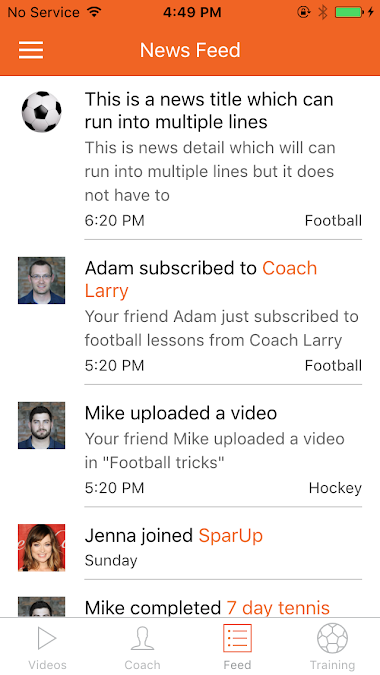 No Service 4:49 PM
News Feed
This is a news title which can
run into multiple lines
This is news detail which will can
run into multiple lines but it does
not have to
6:20 PM Football
Adam subscribed to Coach
Larry
Your friend Adam just subscribed to
football lessons from Coach Larry
5:20 PM Football
Mike uploaded a video
Your friend Mike uploaded a video
in "Football tricks"
5:20 PM Hockey
Jenna joined SparUp
Sunday
Mike completed 7 day tennis
Videos Coach Feed Training